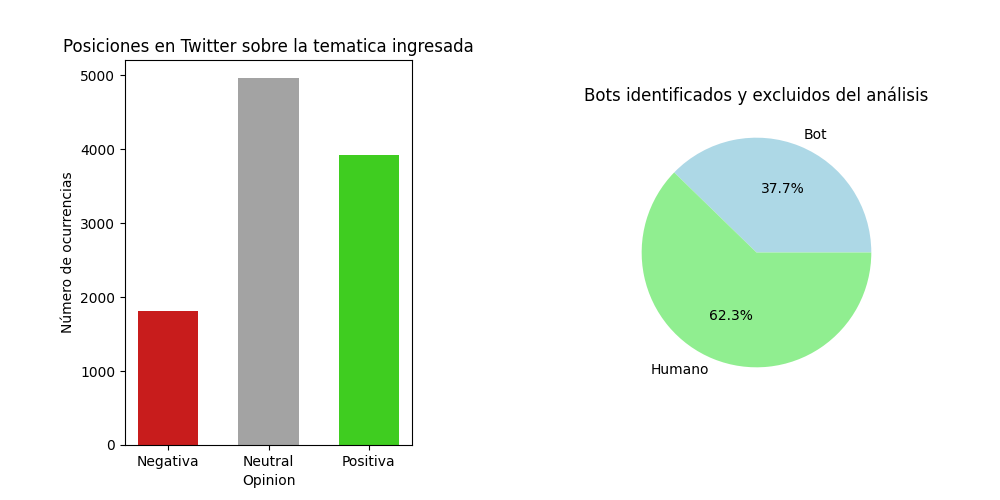 Posiciones en Twitter sobre la tematica ingresada
5000
4000
3000
2000
1000
0
Número de ocurrencias
Negativa
Neutral
Positiva
Opinion
Bots identificados y excluidos del análisis
Bot
37.7%
62.3%
Humano